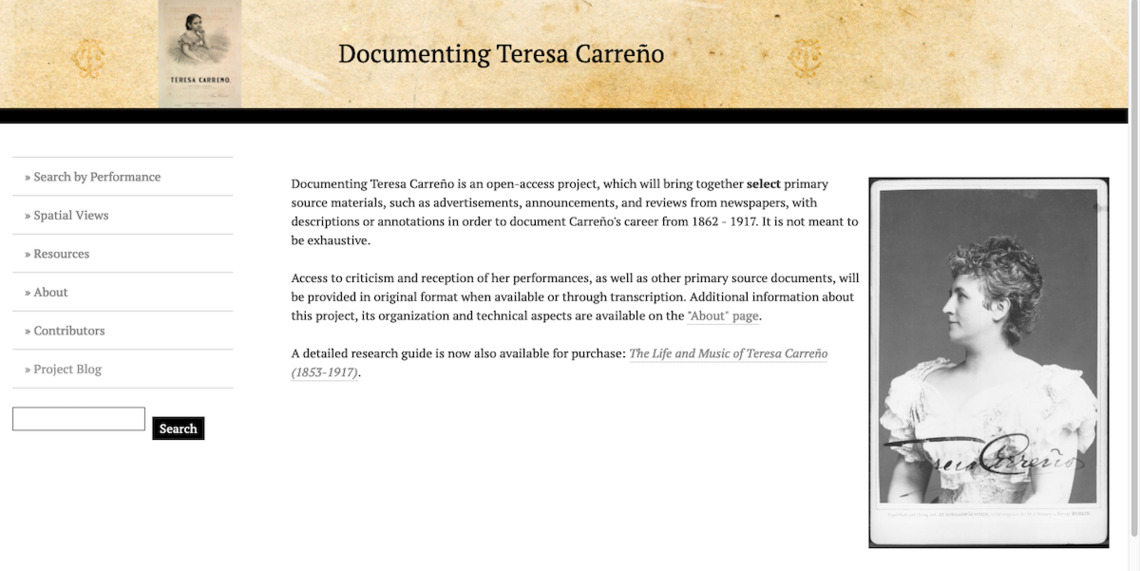 TERESA CARREÑO.
Documenting Teresa Carreño
» Search by Performance
» Spatial Views
» Resources
» About
» Contributors
» Project Blog
Search
Documenting Teresa Carreño is an open-access project, which will bring together select primary
source materials, such as advertisements, announcements, and reviews from newspapers, with
descriptions or annotations in order to document Carreño's career from 1862 - 1917. It is not meant to
be exhaustive.
Access to criticism and reception of her performances, as well as other primary source documents, will
be provided in original format when available or through transcription. Additional information about
this project, its organization and technical aspects are available on the "About" page.
A detailed research guide is now also available for purchase: The Life and Music of Teresa Carreño
(1853-1917).
Teresa Carreño